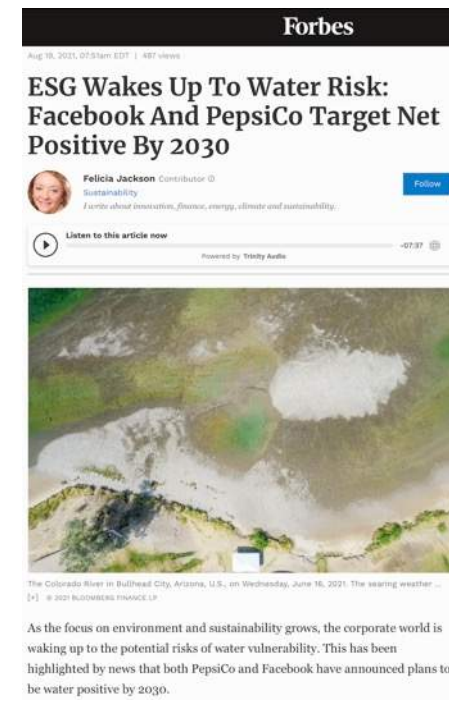 Forbes
Aug 19, 2021, 07:51am EDT | 487 views
ESG Wakes Up To Water Risk:
Facebook And PepsiCo Target Net
Positive By 2030
Felicia Jackson Contributor
Sustainability
I write about innovation, finance, energy, climate and sustainability.
Follow
Listen to this article now
-07:37
Powered by Trinity Audio
The Colorado River in Bullhead City, Arizona, U.S., on Wednesday, June 16, 2021. The searing weather ...
[+] © 2021 BLOOMBERG FINANCE LP
As the focus on environment and sustainability grows, the corporate world is
waking up to the potential risks of water vulnerability. This has been
highlighted by news that both PepsiCo and Facebook have announced plans to
be water positive by 2030.